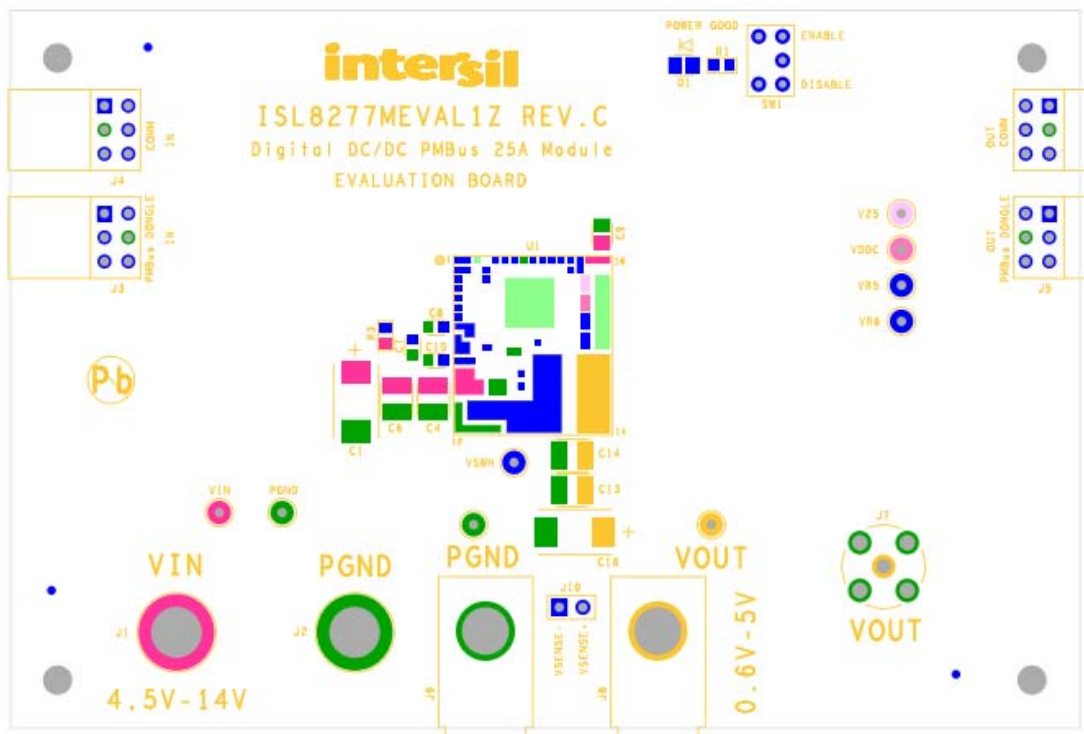 intersil
ISL8277MEVAL1Z REV.C
Digital DC/DC PMBus 25A Module
EVALUATION BOARD
POWER GOOD
D1
R1
ENABLE
DISABLE
SW1
COMM
IN
J4
PMBus DONGLE
IN
J3
OUT
COMM
OUT
PMBus DONGLE
J5
V25
VDDC
VR5
VR6
C9
U1
R3
C8
C10
+
C1
C6
C4
Pb
VSWH
C14
C13
+
C16
VIN
PGND
VIN
PGND
PGND
VOUT
J1
J2
4.5V-14V
J9
J10
VSENSE-
VSENSE+
J8
0.6V-5V
J7
VOUT